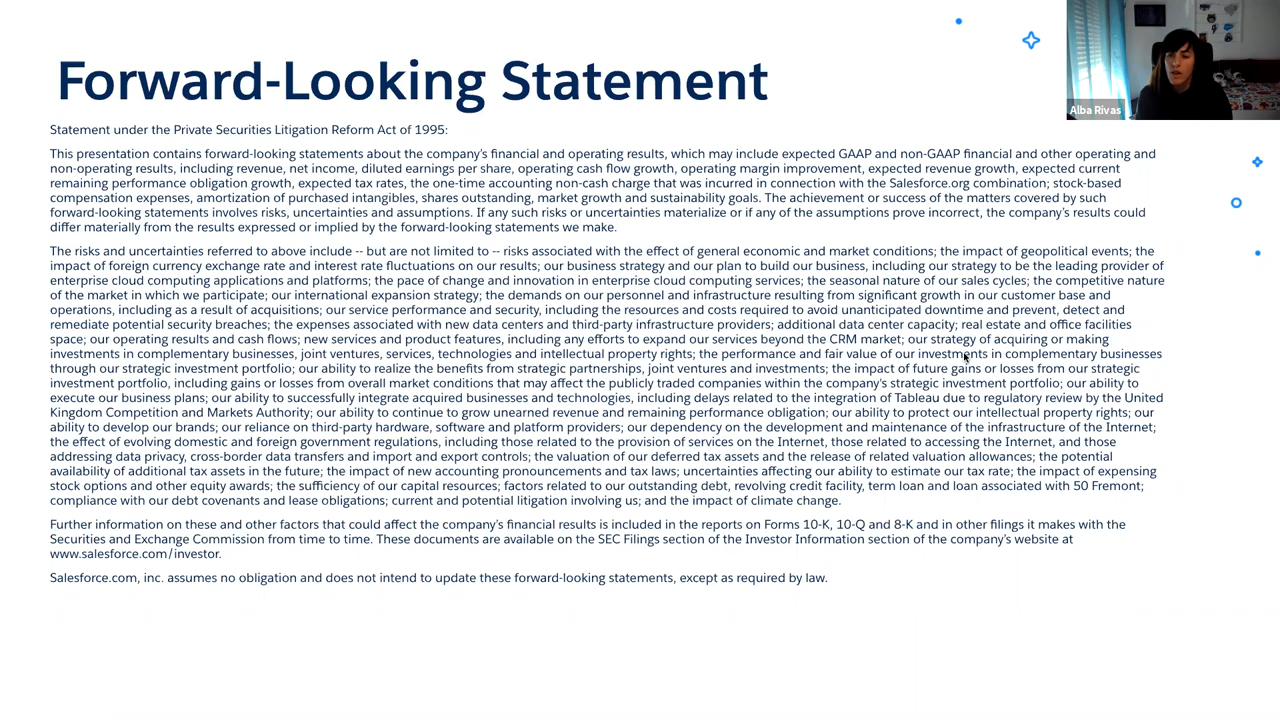 Forward-Looking Statement
Alba Rivas
Statement under the Private Securities Litigation Reform Act of 1995:
This presentation contains forward-looking statements about the company's financial and operating results, which may include expected GAAP and non-GAAP financial and other operating and
non-operating results, including revenue, net income, diluted earnings per share, operating cash flow growth, operating margin improvement, expected revenue growth, expected current
remaining performance obligation growth, expected tax rates, the one-time accounting non-cash charge that was incurred in connection with the Salesforce.org combination; stock-based
compensation expenses, amortization of purchased intangibles, shares outstanding, market growth and sustainability goals. The achievement or success of the matters covered by such
forward-looking statements involves risks, uncertainties and assumptions. If any such risks or uncertainties materialize or if any of the assumptions prove incorrect, the company's results could
differ materially from the results expressed or implied by the forward-looking statements we make.
The risks and uncertainties referred to above include -- but are not limited to -- risks associated with the effect of general economic and market conditions; the impact of geopolitical events; the
impact of foreign currency exchange rate and interest rate fluctuations on our results; our business strategy and our plan to build our business, including our strategy to be the leading provider of
enterprise cloud computing applications and platforms; the pace of change and innovation in enterprise cloud computing services; the seasonal nature of our sales cycles; the competitive nature
of the market in which we participate; our international expansion strategy; the demands on our personnel and infrastructure resulting from significant growth in our customer base and
operations, including as a result of acquisitions; our service performance and security, including the resources and costs required to avoid unanticipated downtime and prevent, detect and
remediate potential security breaches; the expenses associated with new data centers and third-party infrastructure providers; additional data center capacity; real estate and office facilities
space; our operating results and cash flows; new services and product features, including any efforts to expand our services beyond the CRM market; our strategy of acquiring or making
investments in complementary businesses, joint ventures, services, technologies and intellectual property rights; the performance and fair value of our investments in complementary businesses
through our strategic investment portfolio; our ability to realize the benefits from strategic partnerships, joint ventures and investments; the impact of future gains or losses from our strategic
investment portfolio, including gains or losses from overall market conditions that may affect the publicly traded companies within the company's strategic investment portfolio; our ability to
execute our business plans; our ability to successfully integrate acquired businesses and technologies, including delays related to the integration of Tableau due to regulatory review by the United
Kingdom Competition and Markets Authority; our ability to continue to grow unearned revenue and remaining performance obligation; our ability to protect our intellectual property rights; our
ability to develop our brands; our reliance on third-party hardware, software and platform providers; our dependency on the development and maintenance of the infrastructure of the Internet;
the effect of evolving domestic and foreign government regulations, including those related to the provision of services on the Internet, those related to accessing the Internet, and those
addressing data privacy, cross-border data transfers and import and export controls; the valuation of our deferred tax assets and the release of related valuation allowances; the potential
availability of additional tax assets in the future; the impact of new accounting pronouncements and tax laws; uncertainties affecting our ability to estimate our tax rate; the impact of expensing
stock options and other equity awards; the sufficiency of our capital resources; factors related to our outstanding debt, revolving credit facility, term loan and loan associated with 50 Fremont;
compliance with our debt covenants and lease obligations; current and potential litigation involving us; and the impact of climate change.
Further information on these and other factors that could affect the company's financial results is included in the reports on Forms 10-K, 10-Q and 8-K and in other filings it makes with the
Securities and Exchange Commission from time to time. These documents are available on the SEC Filings section of the Investor Information section of the company's website at
www.salesforce.com/investor.
Salesforce.com, inc. assumes no obligation and does not intend to update these forward-looking statements, except as required by law.